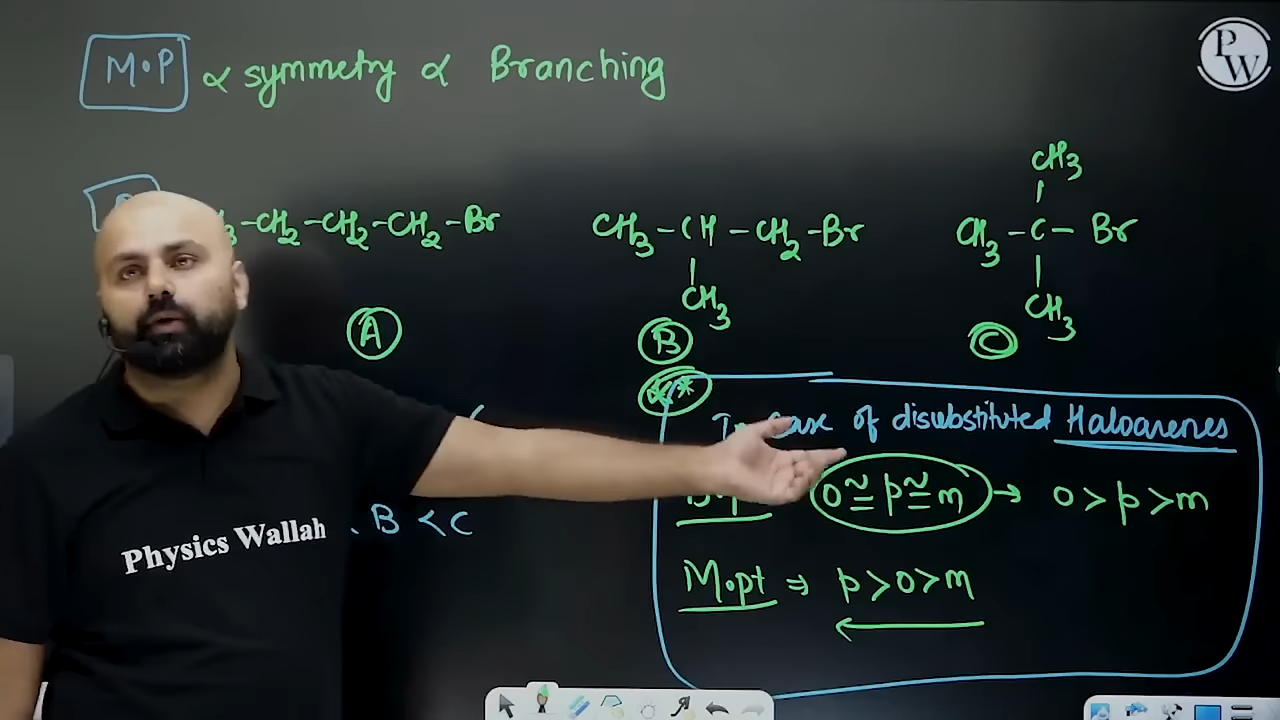 M.P ∝ symmetry ∝ Branching
PW
-CH2-CH2-CH2-Br
CH3-CH-CH2-Br
CH3
CH3
CH3-C-Br
CH3
A
B
C
**
Case of disubstituted Haloarenes
o≃p≃m → o>p>m
B<C
M.pt ⇒ p>o>m
Physics Wallah